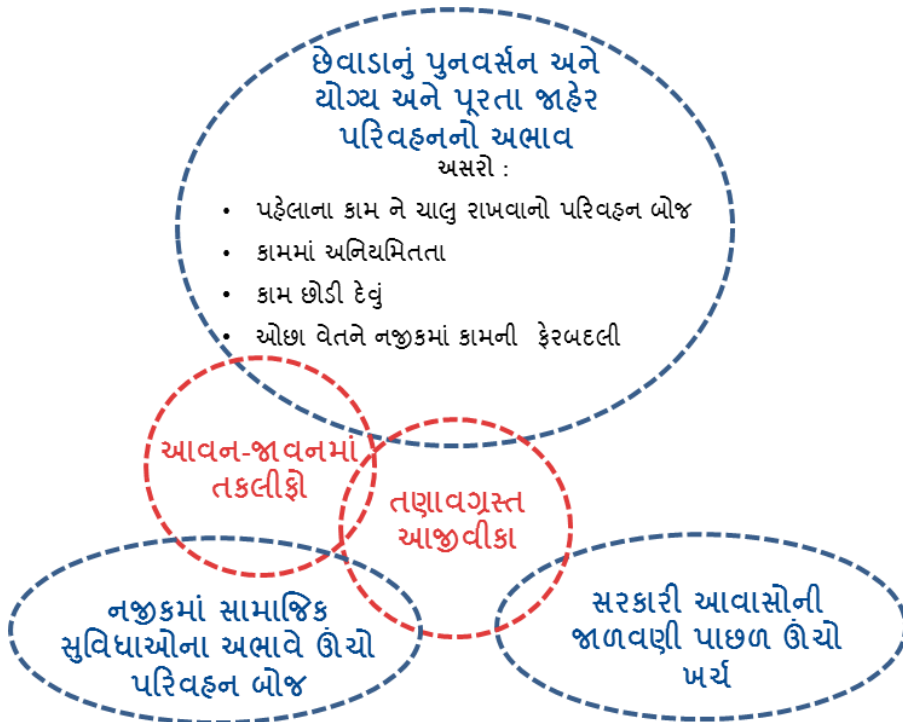 છેવાડાનું પુનવર્સન અને
યોગ્ય અને પૂરતા જાહેર
પરિવહનનો અભાવ
અસરો :
• પહેલાના કામ ને ચાલુ રાખવાનો પરિવહન બોજ
• કામમાં અનિયમિતતા
• કામ છોડી દેવું
• ઓછા વેતને નજીકમાં કામની ફેરબદલી
આવન-જાવનમાં
તકલીફો
તણાવગ્રસ્ત
આજીવીકા
નજીકમાં સામાજિક
સુવિધાઓના અભાવે ઊંચો
પરિવહન બોજ
સરકારી આવાસોની
જાળવણી પાછળ ઊંચો
ખર્ચ